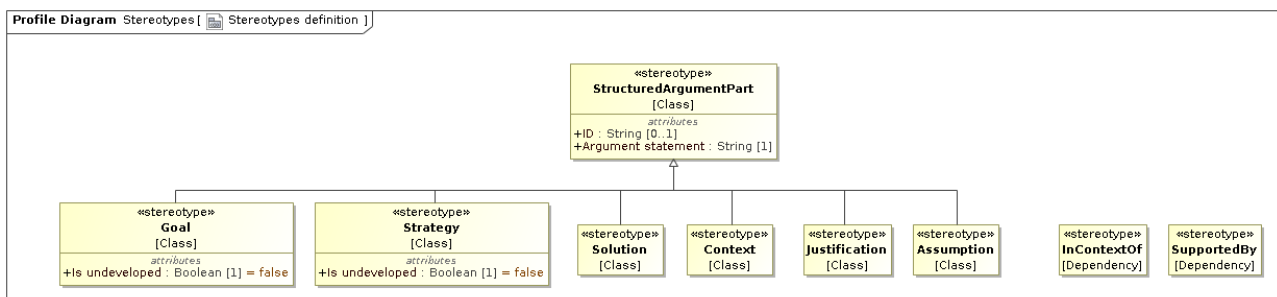 Profile Diagram Stereotypes [ Stereotypes definition ]
«stereotype»
StructuredArgumentPart
[Class]
attributes
+ID : String [0..1]
+Argument statement : String [1]
«stereotype»
Goal
[Class]
attributes
+Is undeveloped : Boolean [1] = false
«stereotype»
Strategy
[Class]
attributes
+Is undeveloped : Boolean [1] = false
«stereotype»
Solution
[Class]
«stereotype»
Context
[Class]
«stereotype»
Justification
[Class]
«stereotype»
Assumption
[Class]
«stereotype»
InContextOf
[Dependency]
«stereotype»
SupportedBy
[Dependency]